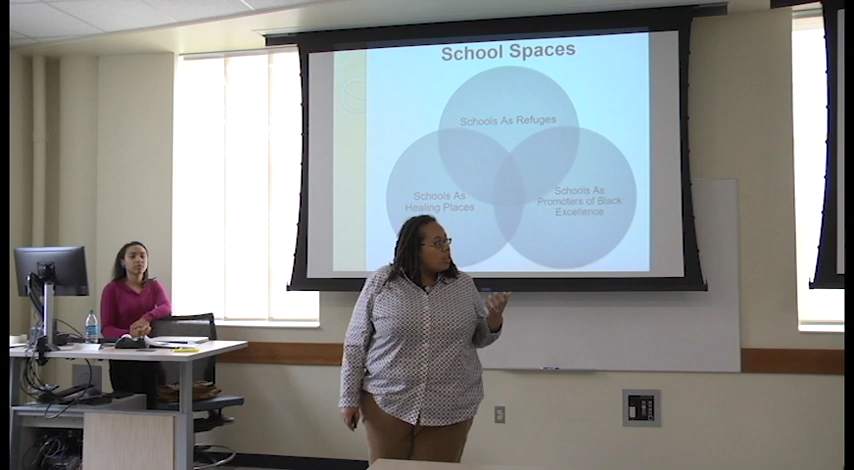 School Spaces
Schools As Refuges
Schools As
Healing Places
Schools As
Promoters of Black
Excellence